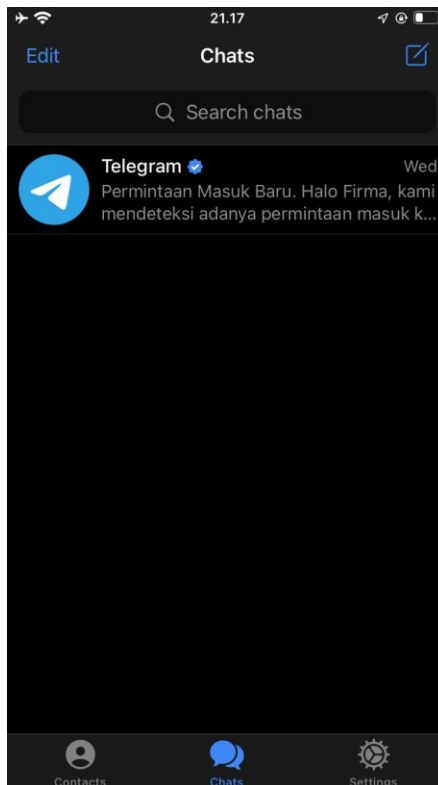 21.17
Edit
Chats
Search chats
Telegram
Wed
Permintaan Masuk Baru. Halo Firma, kami
mendeteksi adanya permintaan masuk k...
Contacts
Chats
Settings